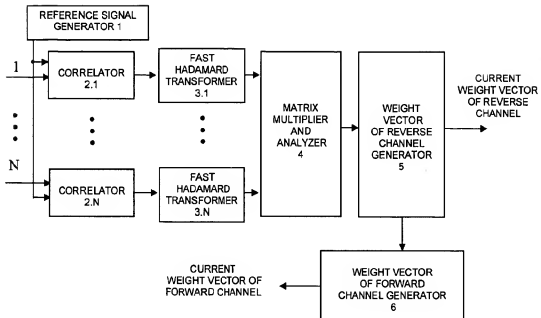 REFERENCE SIGNAL
GENERATOR 1
1
CORRELATOR
2.1
FAST
HADAMARD
TRANSFORMER
3.1
N
CORRELATOR
2.N
FAST
HADAMARD
TRANSFORMER
3.N
MATRIX
MULTIPLIER
AND
ANALYZER
4
WEIGHT
VECTOR
OF REVERSE
CHANNEL
GENERATOR
5
CURRENT
WEIGHT VECTOR
OF REVERSE
CHANNEL
CURRENT
WEIGHT VECTOR OF
FORWARD CHANNEL
WEIGHT VECTOR
OF FORWARD
CHANNEL GENERATOR
6